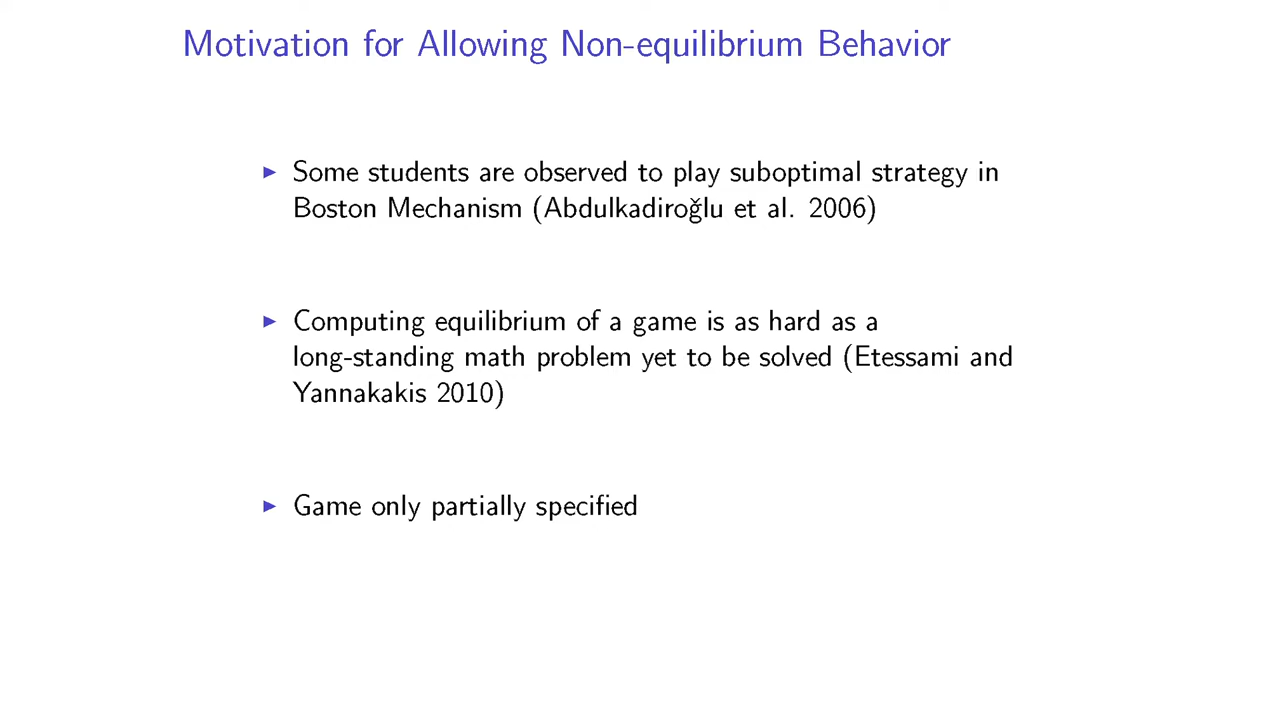 Motivation for Allowing Non-equilibrium Behavior
Some students are observed to play suboptimal strategy in
Boston Mechanism (Abdulkadiroğlu et al. 2006)
Computing equilibrium of a game is as hard as a
long-standing math problem yet to be solved (Etessami and
Yannakakis 2010)
Game only partially specified